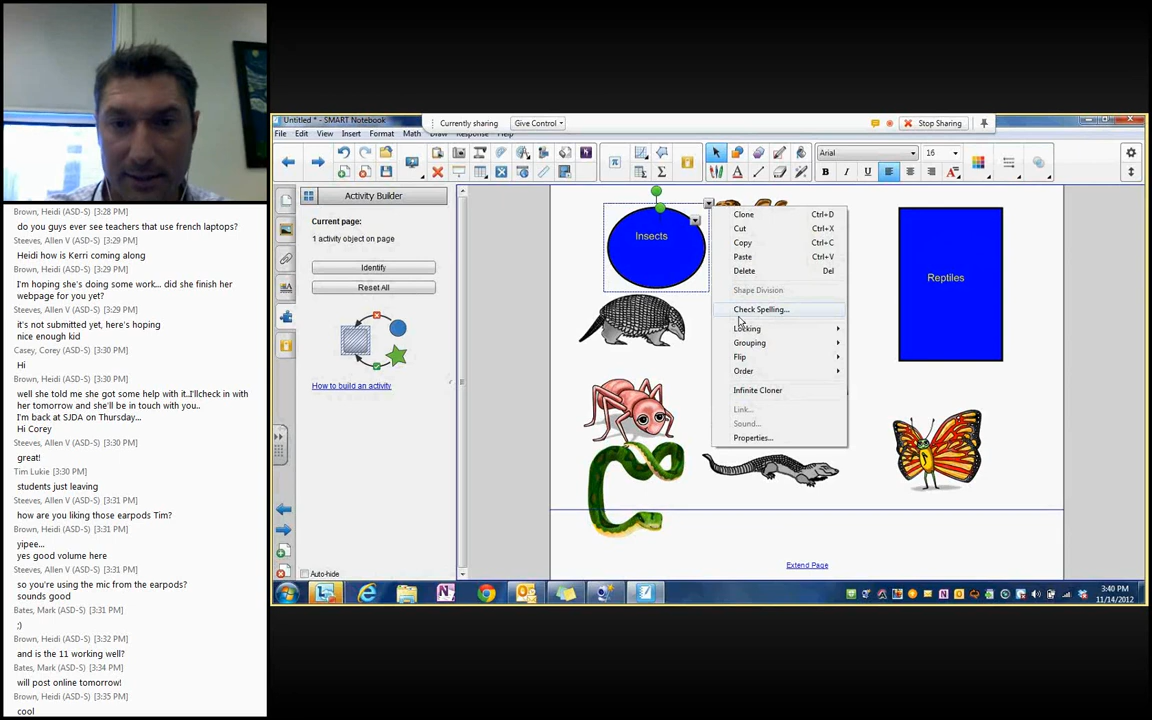 Brown, Heidi (ASD-S) [3:28 PM]
do you guys ever see teachers that use french laptops?
Steeves, Allen V (ASD-S) [3:29 PM]
Heidi how is Kerri coming along
Brown, Heidi (ASD-S) [3:29 PM]
I'm hoping she's doing some work... did she finish her
webpage for you yet?
Steeves, Allen V (ASD-S) [3:29 PM]
it's not submitted yet, here's hoping
nice enough kid
Casey, Corey (ASD-S) [3:30 PM]
Hi
Brown, Heidi (ASD-S) [3:30 PM]
well she told me she got some help with it..I'llcheck in with
her tomorrow and she'll be in touch with you..
I'm back at SJDA on Thursday...
Hi Corey
Steeves, Allen V (ASD-S) [3:30 PM]
great!
Tim Lukie [3:30 PM]
students just leaving
Steeves, Allen V (ASD-S) [3:31 PM]
how are you liking those earpods Tim?
Brown, Heidi (ASD-S) [3:31 PM]
yipee...
yes good volume here
Steeves, Allen V (ASD-S) [3:31 PM]
so you're using the mic from the earpods?
sounds good
Bates, Mark (ASD-S) [3:31 PM]
;)
Brown, Heidi (ASD-S) [3:32 PM]
and is the 11 working well?
Bates, Mark (ASD-S) [3:34 PM]
will post online tomorrow!
Brown, Heidi (ASD-S) [3:35 PM]
cool
Untitled * - SMART Notebook
Currently sharing
Give Control
Stop Sharing
File Edit View Insert Format Math Draw Response Help
Arial
16
B I U
Activity Builder
Current page:
1 activity object on page
Identify
Reset All
How to build an activity
Auto-hide
Insects
Clone Ctrl+D
Cut Ctrl+X
Copy Ctrl+C
Paste Ctrl+V
Delete Del
Shape Division
Check Spelling...
Locking
Grouping
Flip
Order
Infinite Cloner
Link...
Sound...
Properties...
Reptiles
Extend Page
3:40 PM
11/14/2012